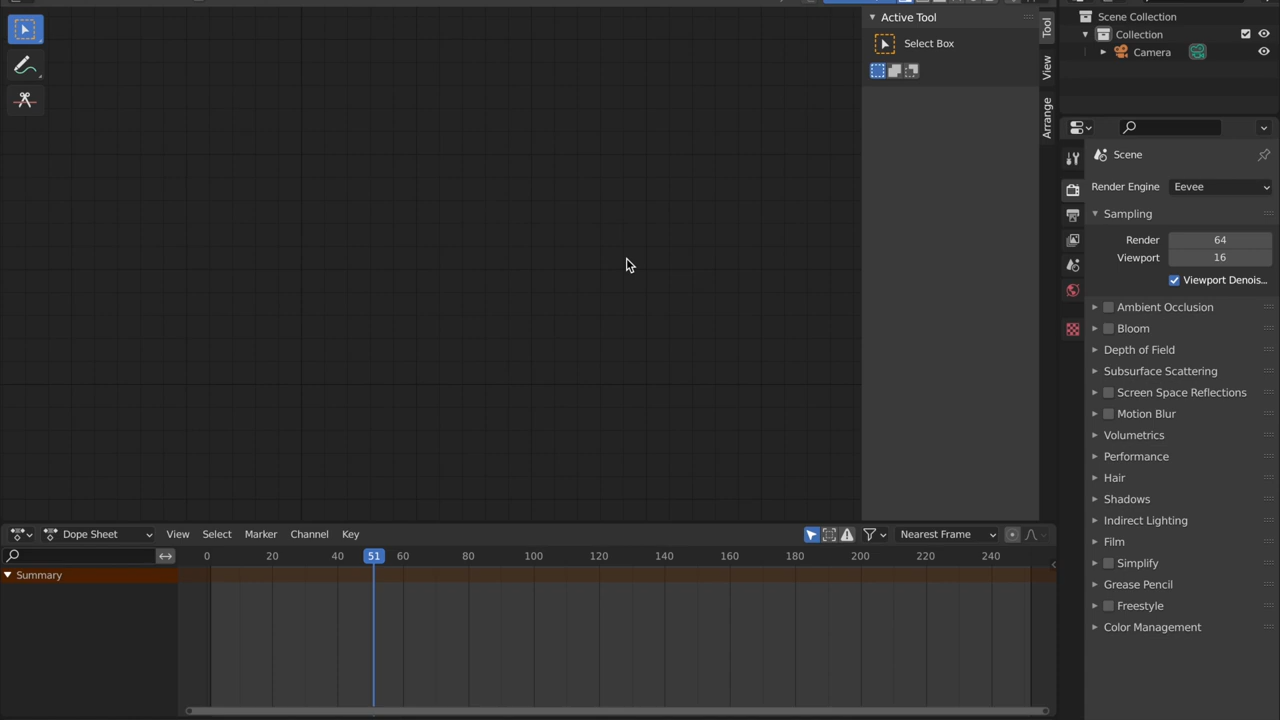 Active Tool
Select Box
Tool
View
Arrange
Scene Collection
Collection
Camera
Scene
Render Engine
Eevee
Sampling
Render
64
Viewport
16
Viewport Denois...
Ambient Occlusion
Bloom
Depth of Field
Subsurface Scattering
Screen Space Reflections
Motion Blur
Volumetrics
Performance
Hair
Shadows
Indirect Lighting
Film
Simplify
Grease Pencil
Freestyle
Color Management
Dope Sheet View Select Marker Channel Key Nearest Frame
0 20 40 51 60 80 100 120 140 160 180 200 220 240
Summary